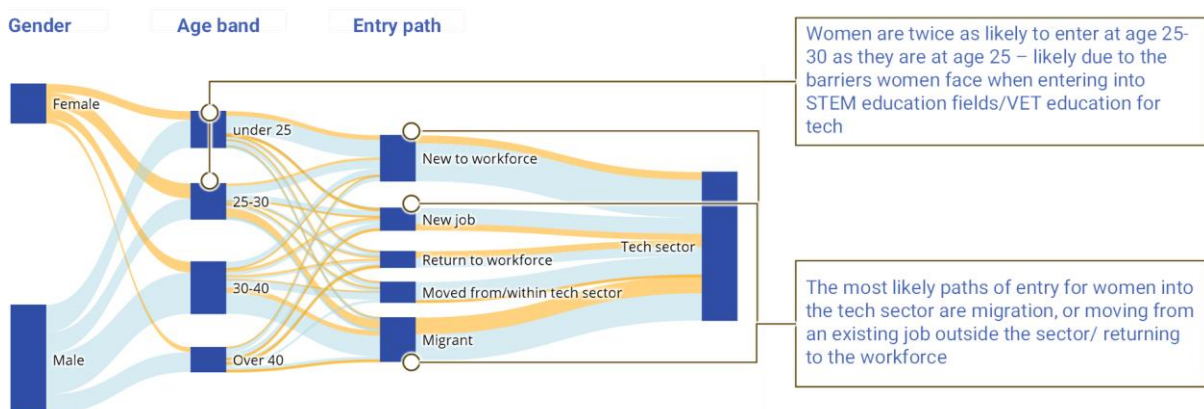 Gender
Age band
Entry path
Female
Male
under 25
25-30
30-40
Over 40
New to workforce
New job
Return to workforce
Moved from/within tech sector
Migrant
Tech sector
Women are twice as likely to enter at age 25-
30 as they are at age 25 – likely due to the
barriers women face when entering into
STEM education fields/VET education for
tech
The most likely paths of entry for women into
the tech sector are migration, or moving from
an existing job outside the sector/ returning
to the workforce